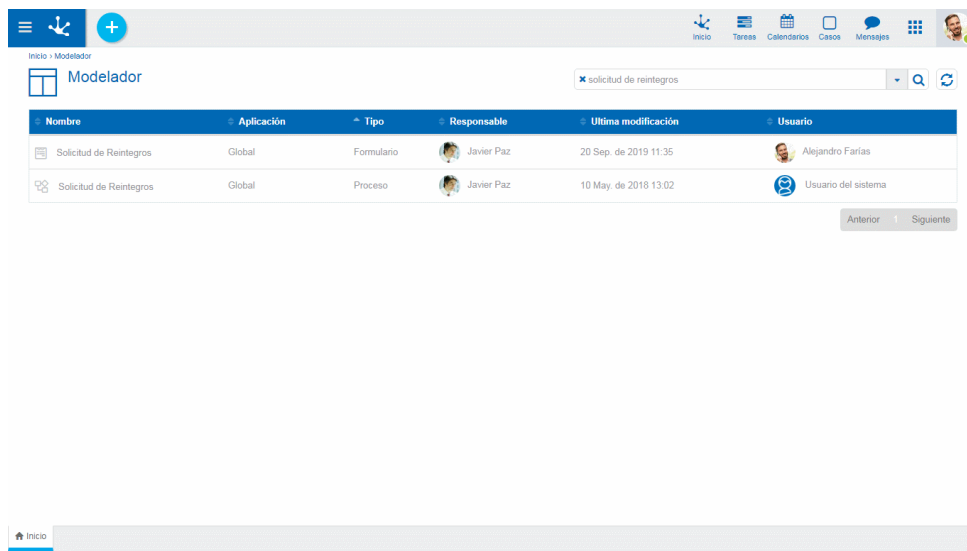 Inicio
Tareas
Calendarios
Casos
Mensajes
Inicio > Modelador
Modelador
solicitud de reintegros
Nombre Aplicación Tipo Responsable Ultima modificación Usuario
Solicitud de Reintegros Global Formulario Javier Paz 20 Sep. de 2019 11:35 Alejandro Farías
Solicitud de Reintegros Global Proceso Javier Paz 10 May. de 2018 13:02 Usuario del sistema
Anterior 1 Siguiente
Inicio